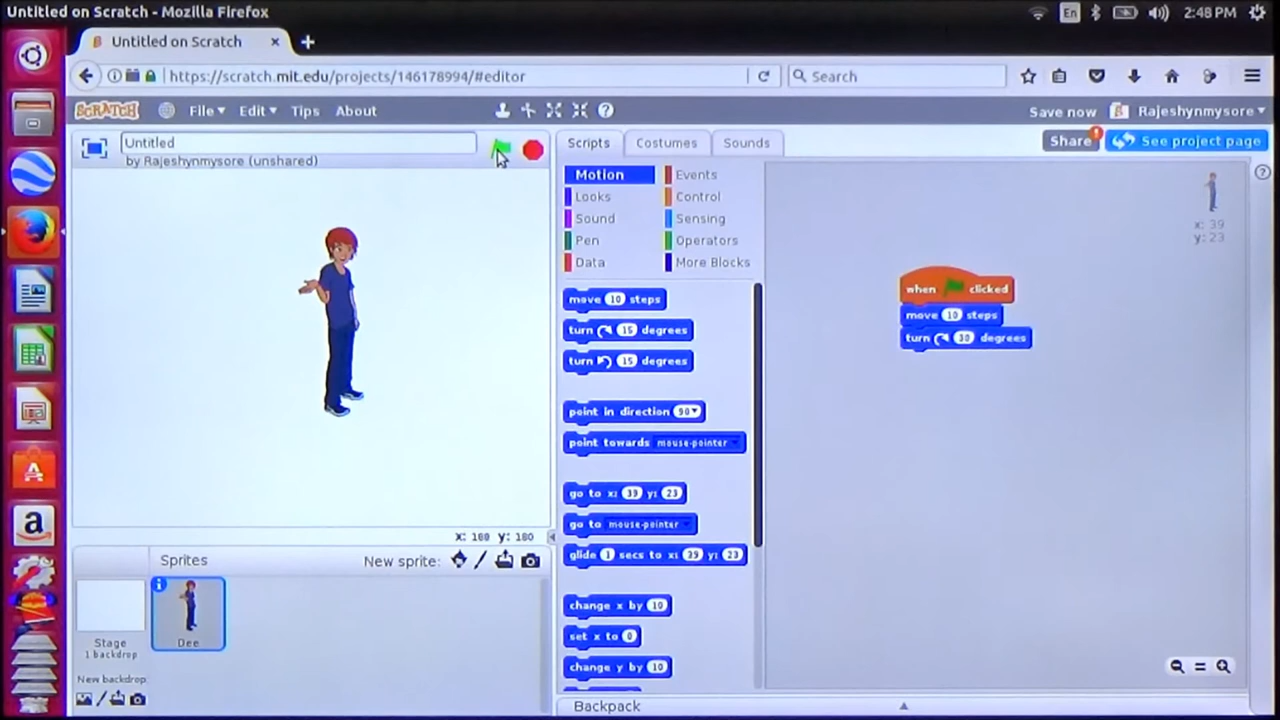 Untitled on Scratch - Mozilla Firefox
En
2:48 PM
Untitled on Scratch
https://scratch.mit.edu/projects/146178994/#editor
Search
SCRATCH
File
Edit
Tips
About
Save now
Rajeshynmysore
Untitled
by Rajeshynmysore (unshared)
Scripts
Costumes
Sounds
Share
See project page
Motion
Events
Looks
Control
Sound
Sensing
Pen
Operators
Data
More Blocks
x: 39
y: 23
move 10 steps
turn 15 degrees
turn 15 degrees
point in direction 90
point towards mouse-pointer
go to x: 39 y: 23
go to mouse-pointer
glide 1 secs to x: 39 y: 23
change x by 10
set x to 0
change y by 10
when clicked
move 10 steps
turn 30 degrees
x: 180 y: 180
Sprites
New sprite:
Stage
1 backdrop
Dee
New backdrop:
Backpack